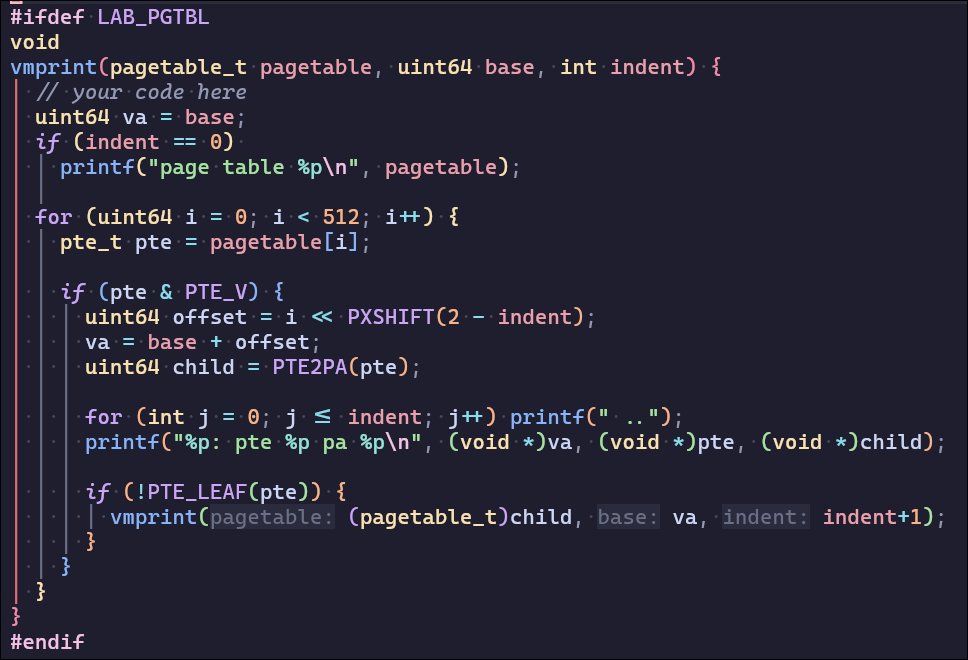 #ifdef LAB_PGTBL
void
vmprint(pagetable_t pagetable, uint64 base, int indent) {
  // your code here
  uint64 va = base;
  if (indent == 0)
    printf("page table %p\n", pagetable);
  for (uint64 i = 0; i < 512; i++) {
    pte_t pte = pagetable[i];
    if (pte & PTE_V) {
      uint64 offset = i << PXSHIFT(2 - indent);
      va = base + offset;
      uint64 child = PTE2PA(pte);
      for (int j = 0; j <= indent; j++) printf(" ..");
      printf("%p: pte %p pa %p\n", (void *)va, (void *)pte, (void *)child);
      if (!PTE_LEAF(pte)) {
        vmprint(pagetable: (pagetable_t)child, base: va, indent: indent+1);
      }
    }
  }
}
#endif